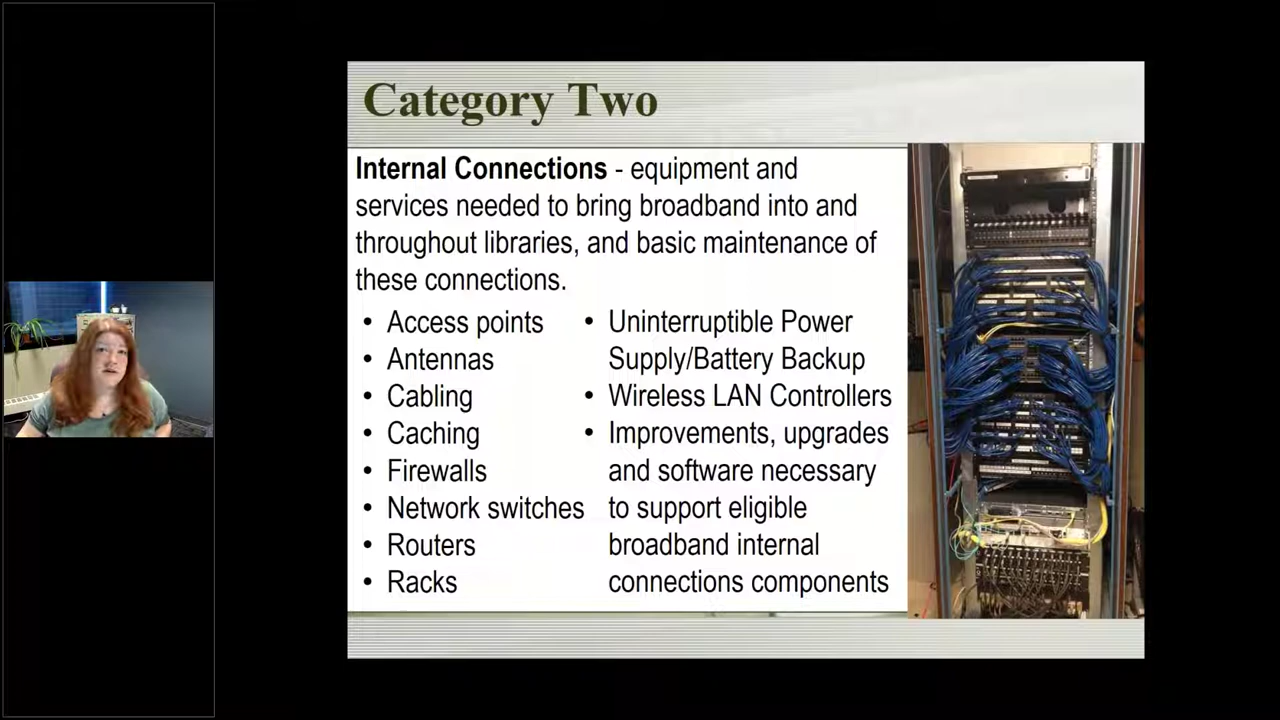 Category Two
Internal Connections - equipment and
services needed to bring broadband into and
throughout libraries, and basic maintenance of
these connections.
• Access points
• Antennas
• Cabling
• Caching
• Firewalls
• Network switches
• Routers
• Racks
• Uninterruptible Power
Supply/Battery Backup
• Wireless LAN Controllers
• Improvements, upgrades
and software necessary
to support eligible
broadband internal
connections components